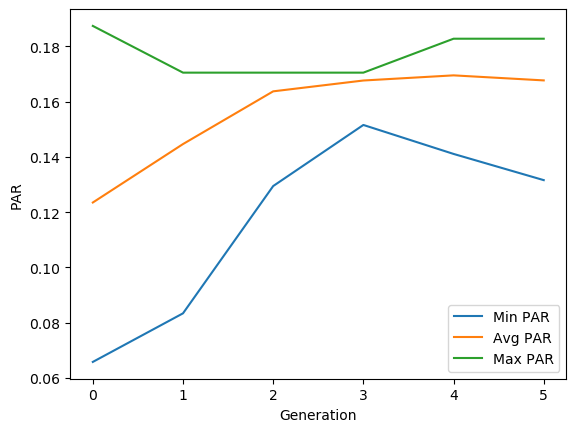 0.18
0.16
0.14
0.12
0.10
0.08
0.06
PAR
0 1 2 3 4 5
Generation
Min PAR
Avg PAR
Max PAR